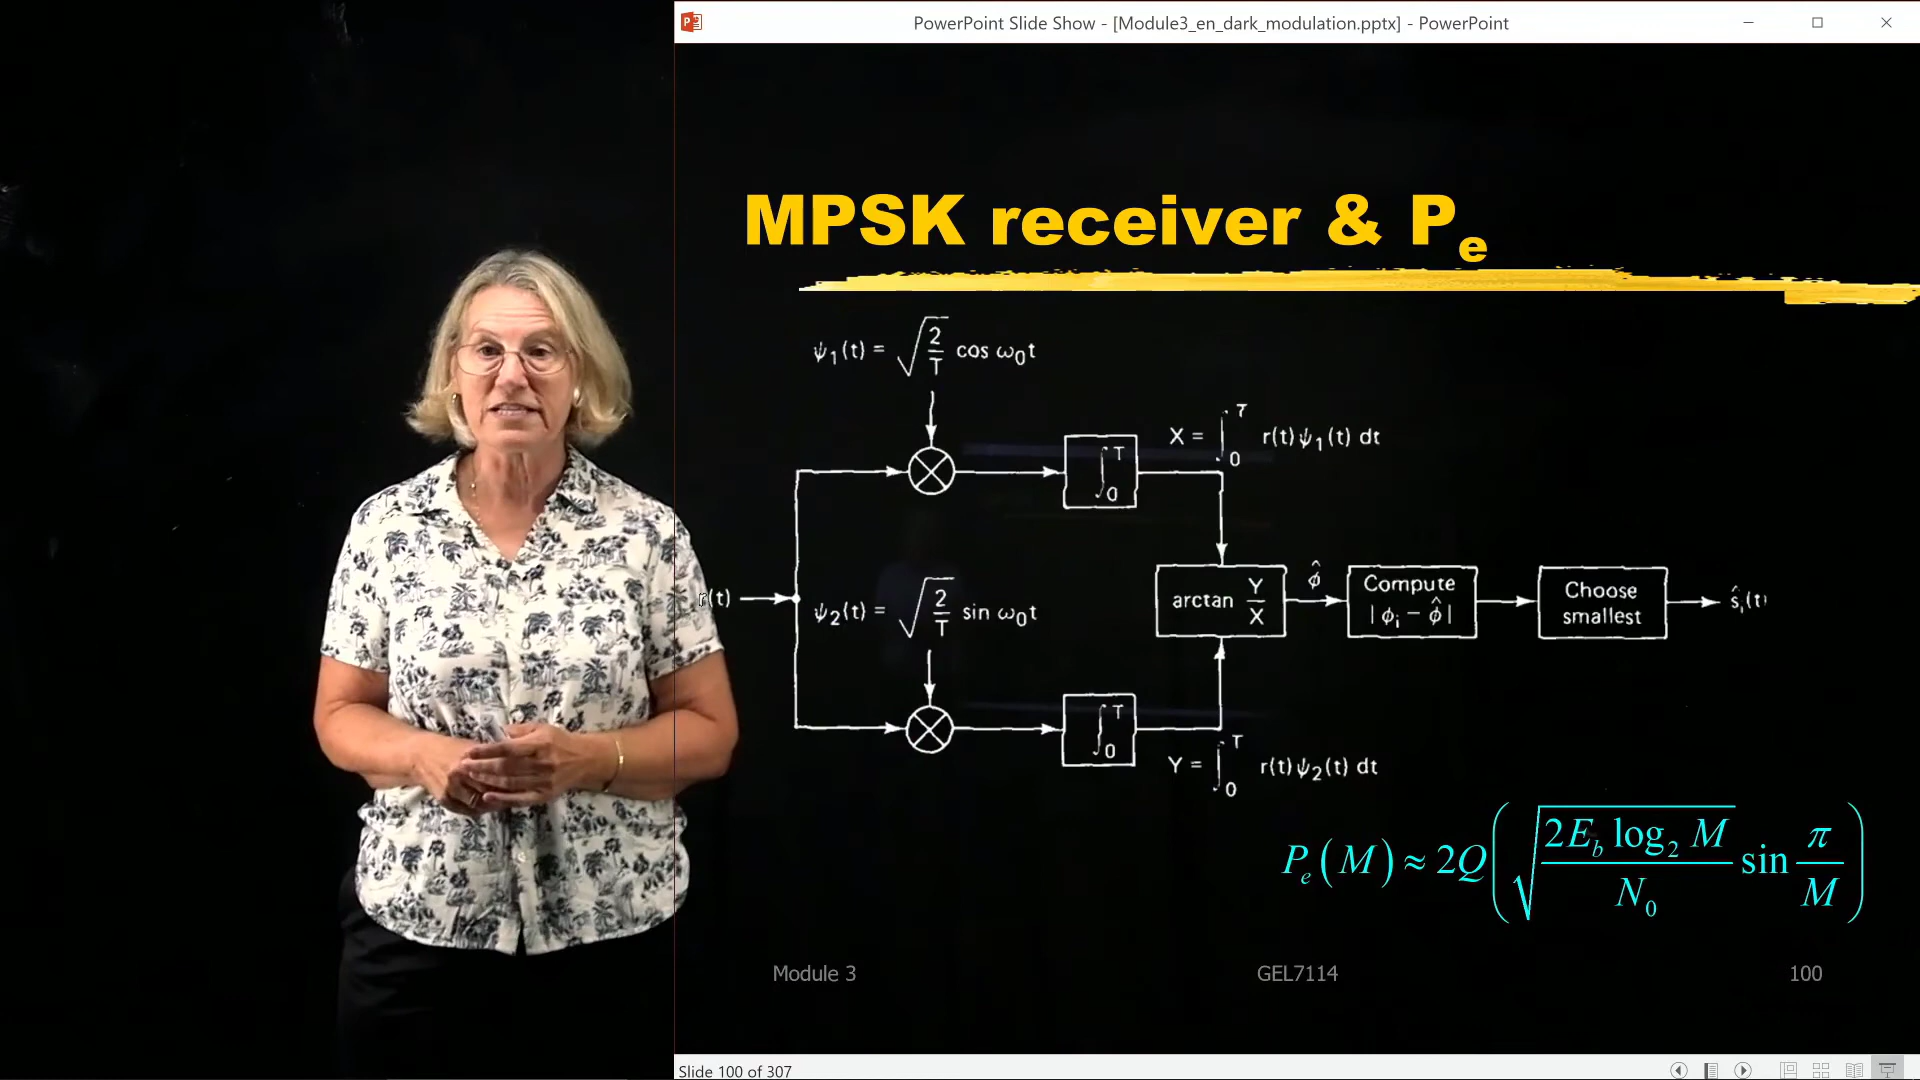 PowerPoint Slide Show - [Module3_en_dark_modulation.pptx] - PowerPoint
MPSK receiver & Pe
ψ1(t) = √(2/T) cos ω0t
X = ∫0T r(t)ψ1(t) dt
∫0T
r(t)
ψ2(t) = √(2/T) sin ω0t
arctan Y/X
φ̂
Compute
|φi − φ̂|
Choose
smallest
ŝi(t)
∫0T
Y = ∫0T r(t)ψ2(t) dt
Pe(M) ≈ 2Q(√(2Eb log2 M / N0) sin π/M)
Module 3
GEL7114
100
Slide 100 of 307